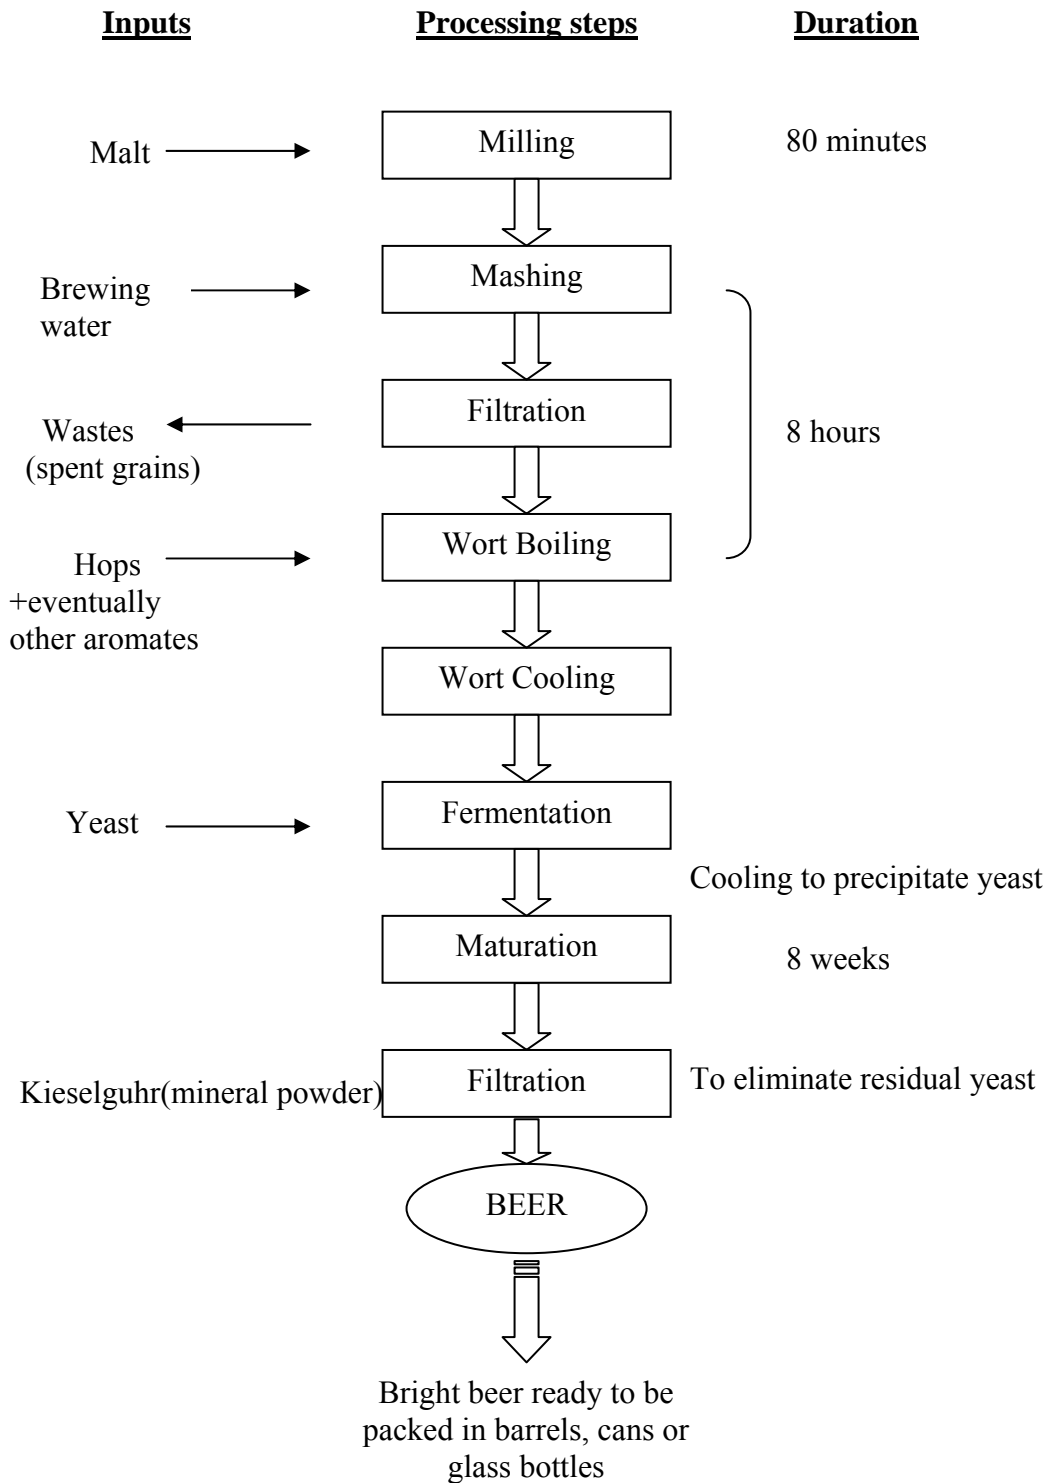 Inputs Processing steps Duration
Malt Milling 80 minutes
Mashing
Brewing
water
Filtration
Wastes
(spent grains)
8 hours
Wort Boiling
Hops
+eventually
other aromates
Wort Cooling
Yeast Fermentation
Cooling to precipitate yeast
Maturation
8 weeks
Kieselguhr(mineral powder) Filtration To eliminate residual yeast
BEER
Bright beer ready to be
packed in barrels, cans or
glass bottles